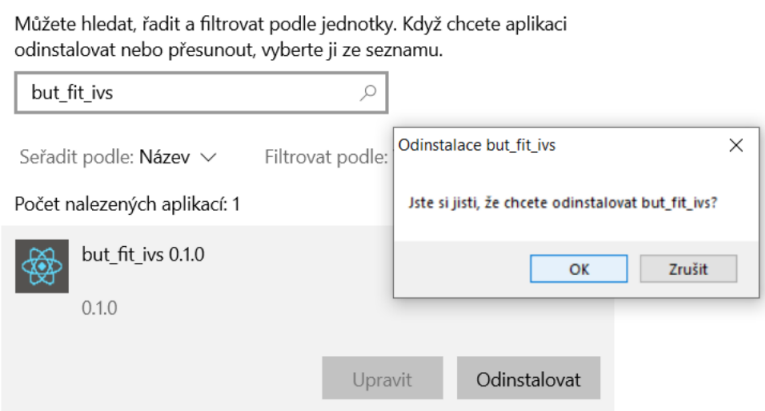 Můžete hledat, řadit a filtrovat podle jednotky. Když chcete aplikaci
odinstalovat nebo přesunout, vyberte ji ze seznamu.
but_fit_ivs
Seřadit podle: Název
Filtrovat podle:
Počet nalezených aplikací: 1
but_fit_ivs 0.1.0
0.1.0
Upravit
Odinstalovat
Odinstalace but_fit_ivs
Jste si jisti, že chcete odinstalovat but_fit_ivs?
OK
Zrušit